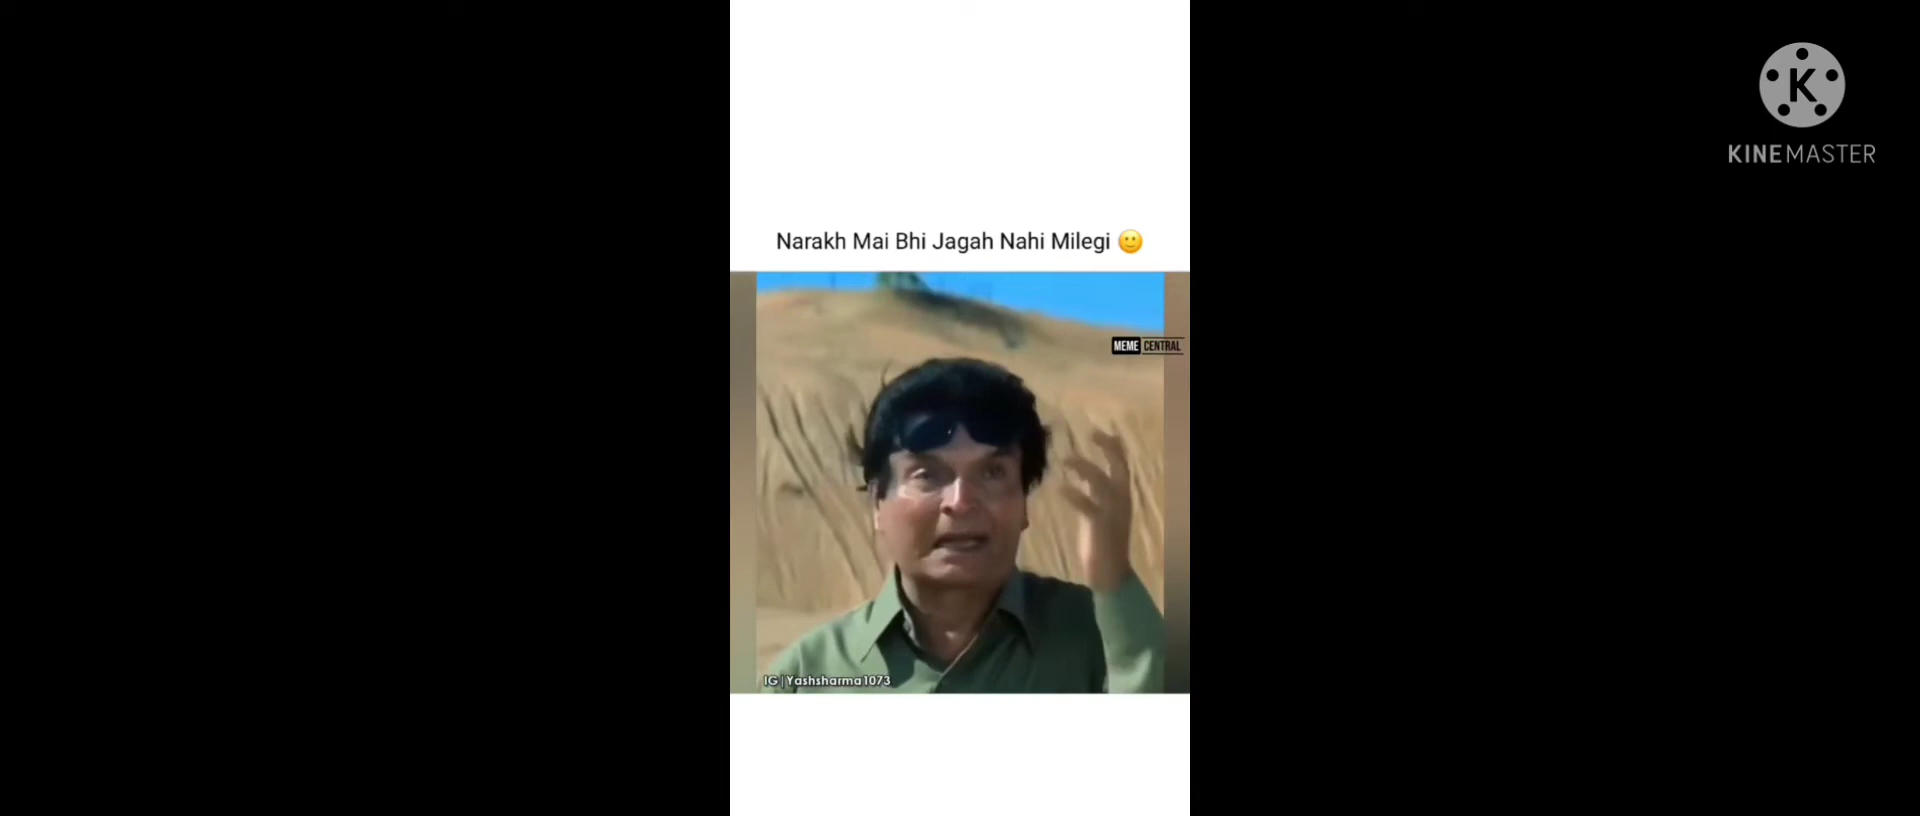 K
KINEMASTER
Narakh Mai Bhi Jagah Nahi Milegi 🙂
MEME CENTRAL
IG|Yashsharma1073